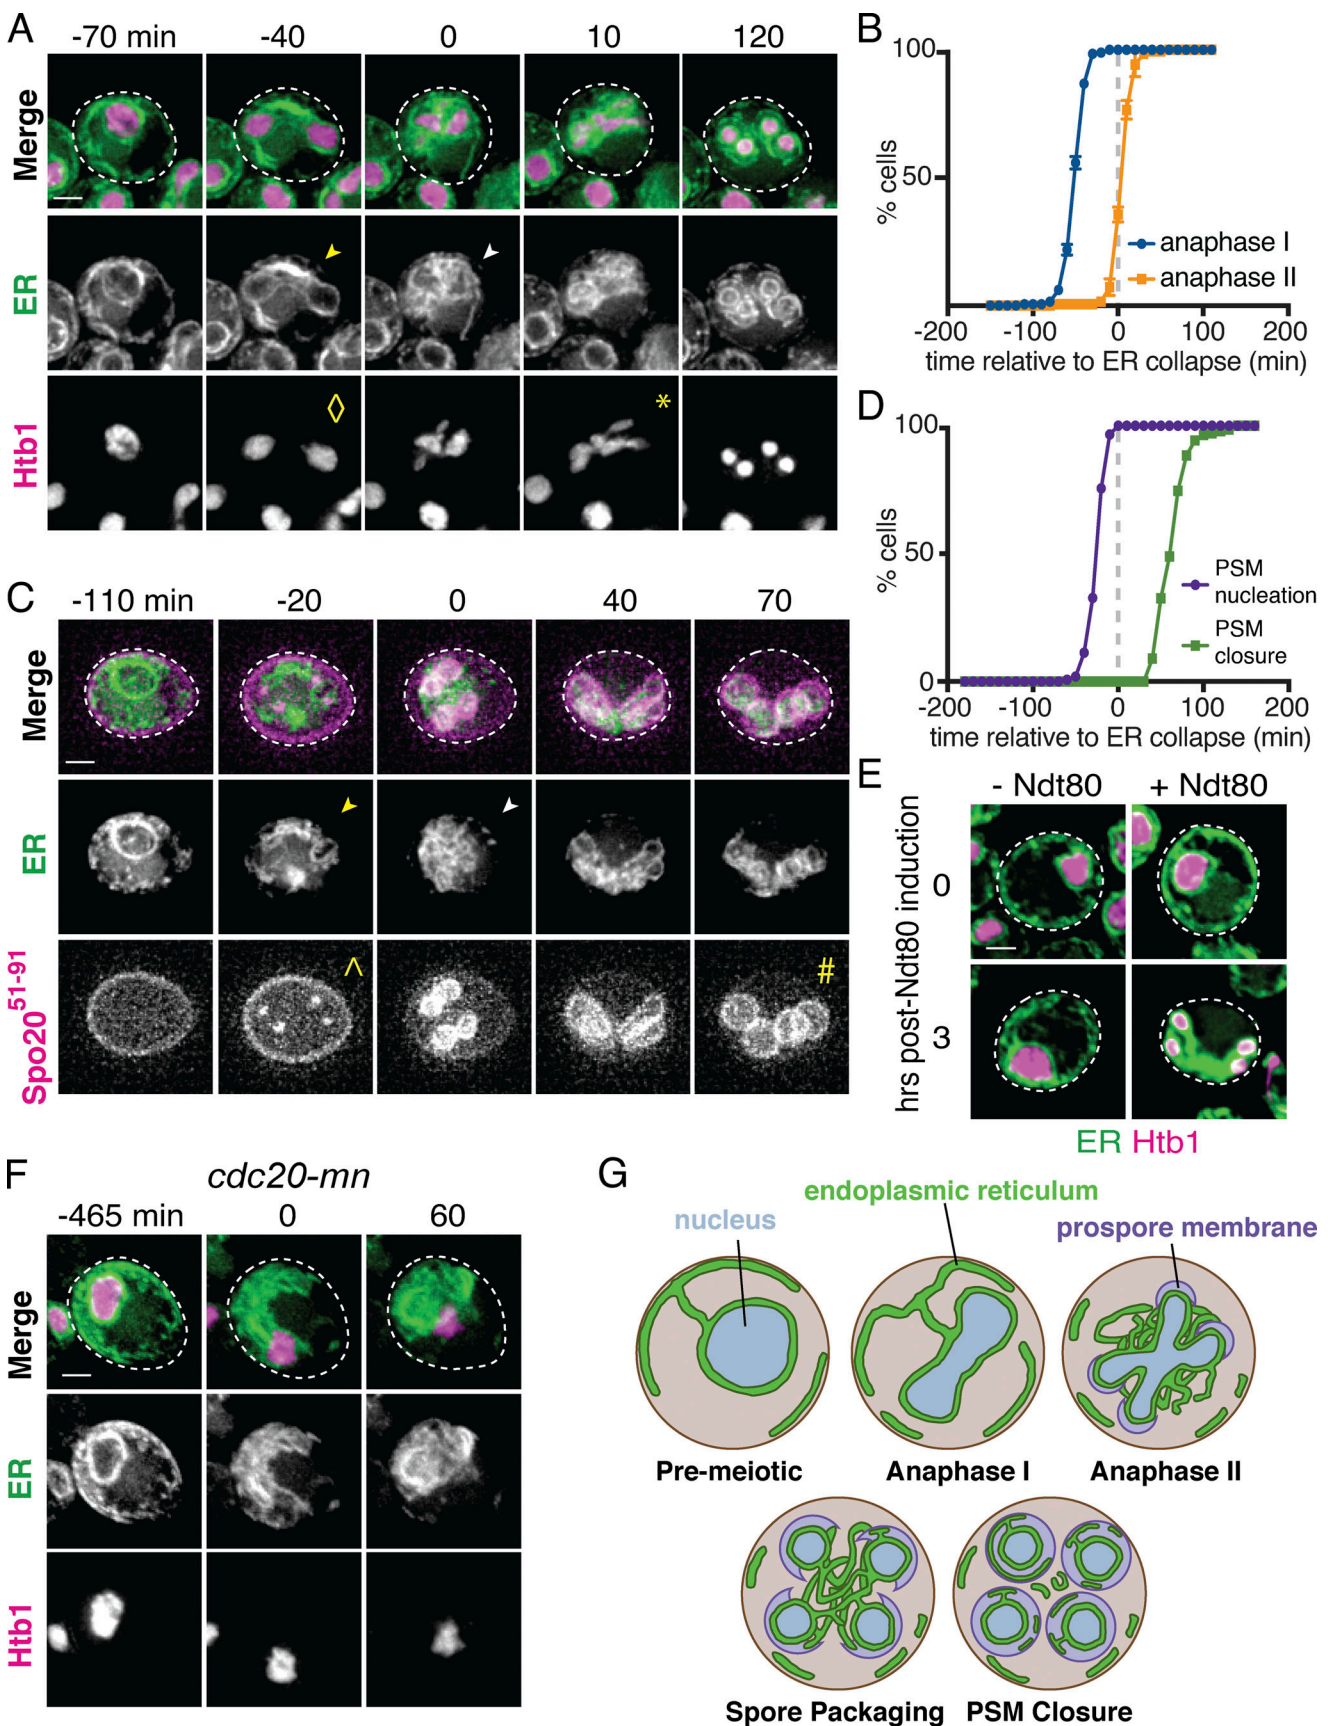 A
-70 min -40 0 10 120
Merge
ER
Htb1
◊
*
B
100
50
% cells
anaphase I
anaphase II
-200 -100 0 100 200
time relative to ER collapse (min)
C
-110 min -20 0 40 70
Merge
ER
Spo20 51-91
^
#
D
100
50
0
% cells
PSM
nucleation
PSM
closure
-200 -100 0 100 200
time relative to ER collapse (min)
E
- Ndt80 + Ndt80
hrs post-Ndt80 induction
0
3
ER Htb1
F
cdc20-mn
-465 min 0 60
Merge
ER
Htb1
G
endoplasmic reticulum
nucleus
prospore membrane
Pre-meiotic Anaphase I Anaphase II
Spore Packaging PSM Closure